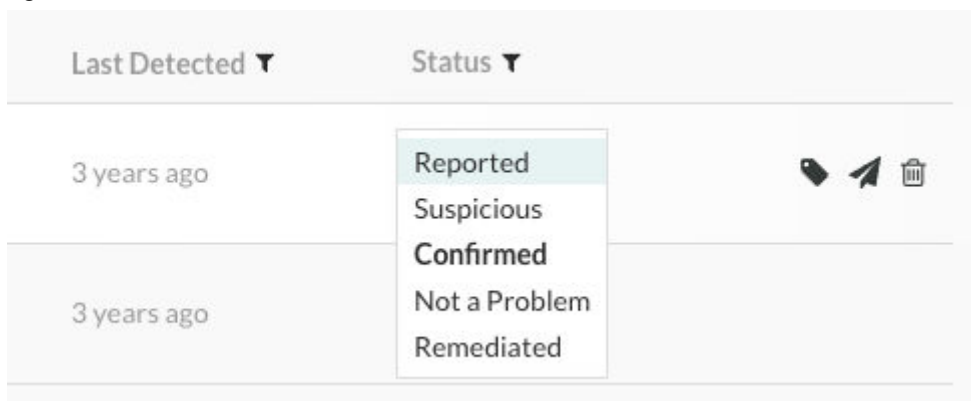 Last Detected Status
3 years ago
Reported
Suspicious
Confirmed
Not a Problem
Remediated
3 years ago